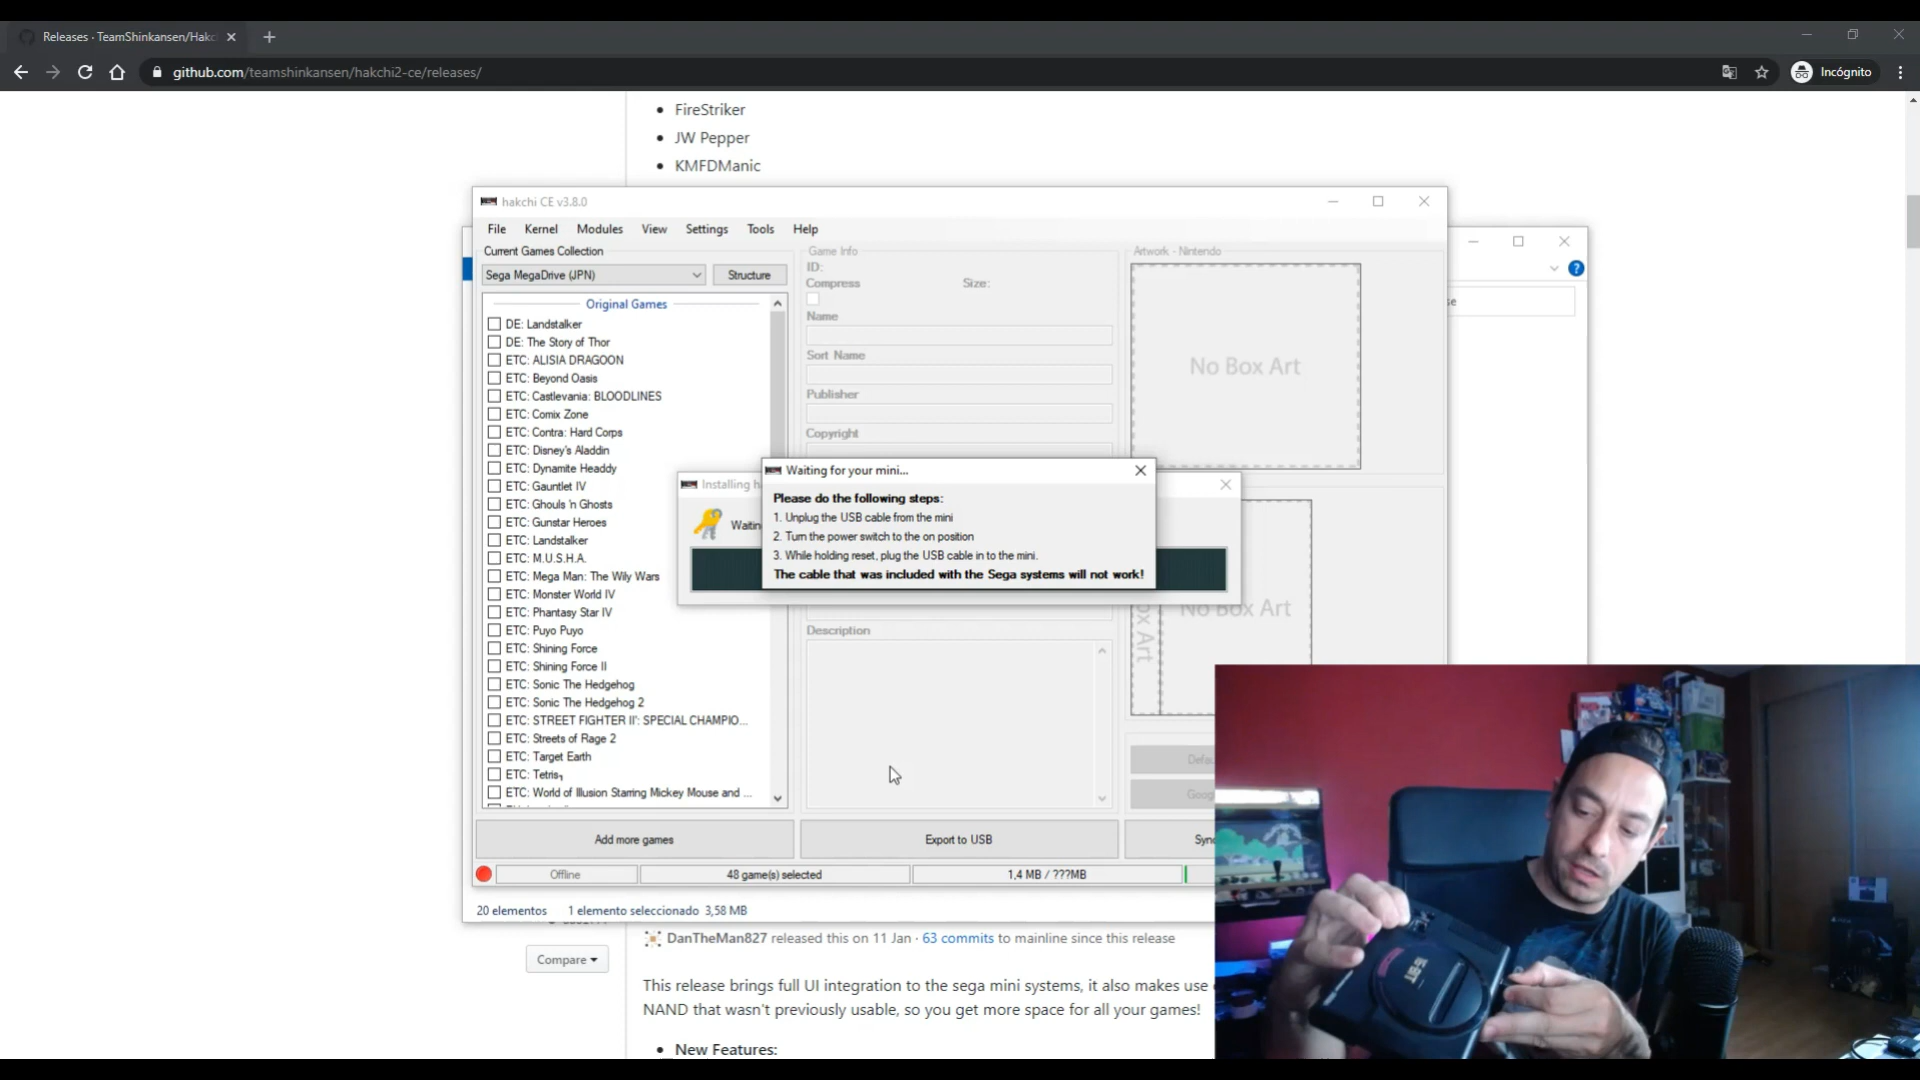 Releases · TeamShinkansen/Hakc
github.com/teamshinkansen/hakchi2-ce/releases/
Incógnito
FireStriker
JW Pepper
KMFDManic
hakchi CE v3.8.0
File Kernel Modules View Settings Tools Help
Current Games Collection
Sega MegaDrive (JPN)
Structure
Original Games
DE: Landstalker
DE: The Story of Thor
ETC: ALISIA DRAGOON
ETC: Beyond Oasis
ETC: Castlevania: BLOODLINES
ETC: Comix Zone
ETC: Contra: Hard Corps
ETC: Disney's Aladdin
ETC: Dynamite Headdy
ETC: Gauntlet IV
ETC: Ghouls 'n Ghosts
ETC: Gunstar Heroes
ETC: Landstalker
ETC: M.U.S.H.A.
ETC: Mega Man: The Wily Wars
ETC: Monster World IV
ETC: Phantasy Star IV
ETC: Puyo Puyo
ETC: Shining Force
ETC: Shining Force II
ETC: Sonic The Hedgehog
ETC: Sonic The Hedgehog 2
ETC: STREET FIGHTER II': SPECIAL CHAMPIO...
ETC: Streets of Rage 2
ETC: Target Earth
ETC: Tetris
ETC: World of Illusion Starring Mickey Mouse and ...
Game Info
ID:
Compress
Size:
Name
Sort Name
Publisher
Copyright
Description
Artwork - Nintendo
No Box Art
No Box Art
ox Art
se
Installing h
Waitin
Waiting for your mini...
Please do the following steps:
1. Unplug the USB cable from the mini
2. Turn the power switch to the on position
3. While holding reset, plug the USB cable in to the mini.
The cable that was included with the Sega systems will not work!
Defau
Googl
Add more games
Export to USB
Sync
Offline
48 game(s) selected
1,4 MB / ???MB
20 elementos 1 elemento seleccionado 3,58 MB
DanTheMan827 released this on 11 Jan · 63 commits to mainline since this release
Compare
This release brings full UI integration to the sega mini systems, it also makes use
NAND that wasn't previously usable, so you get more space for all your games!
New Features:
16-BIT